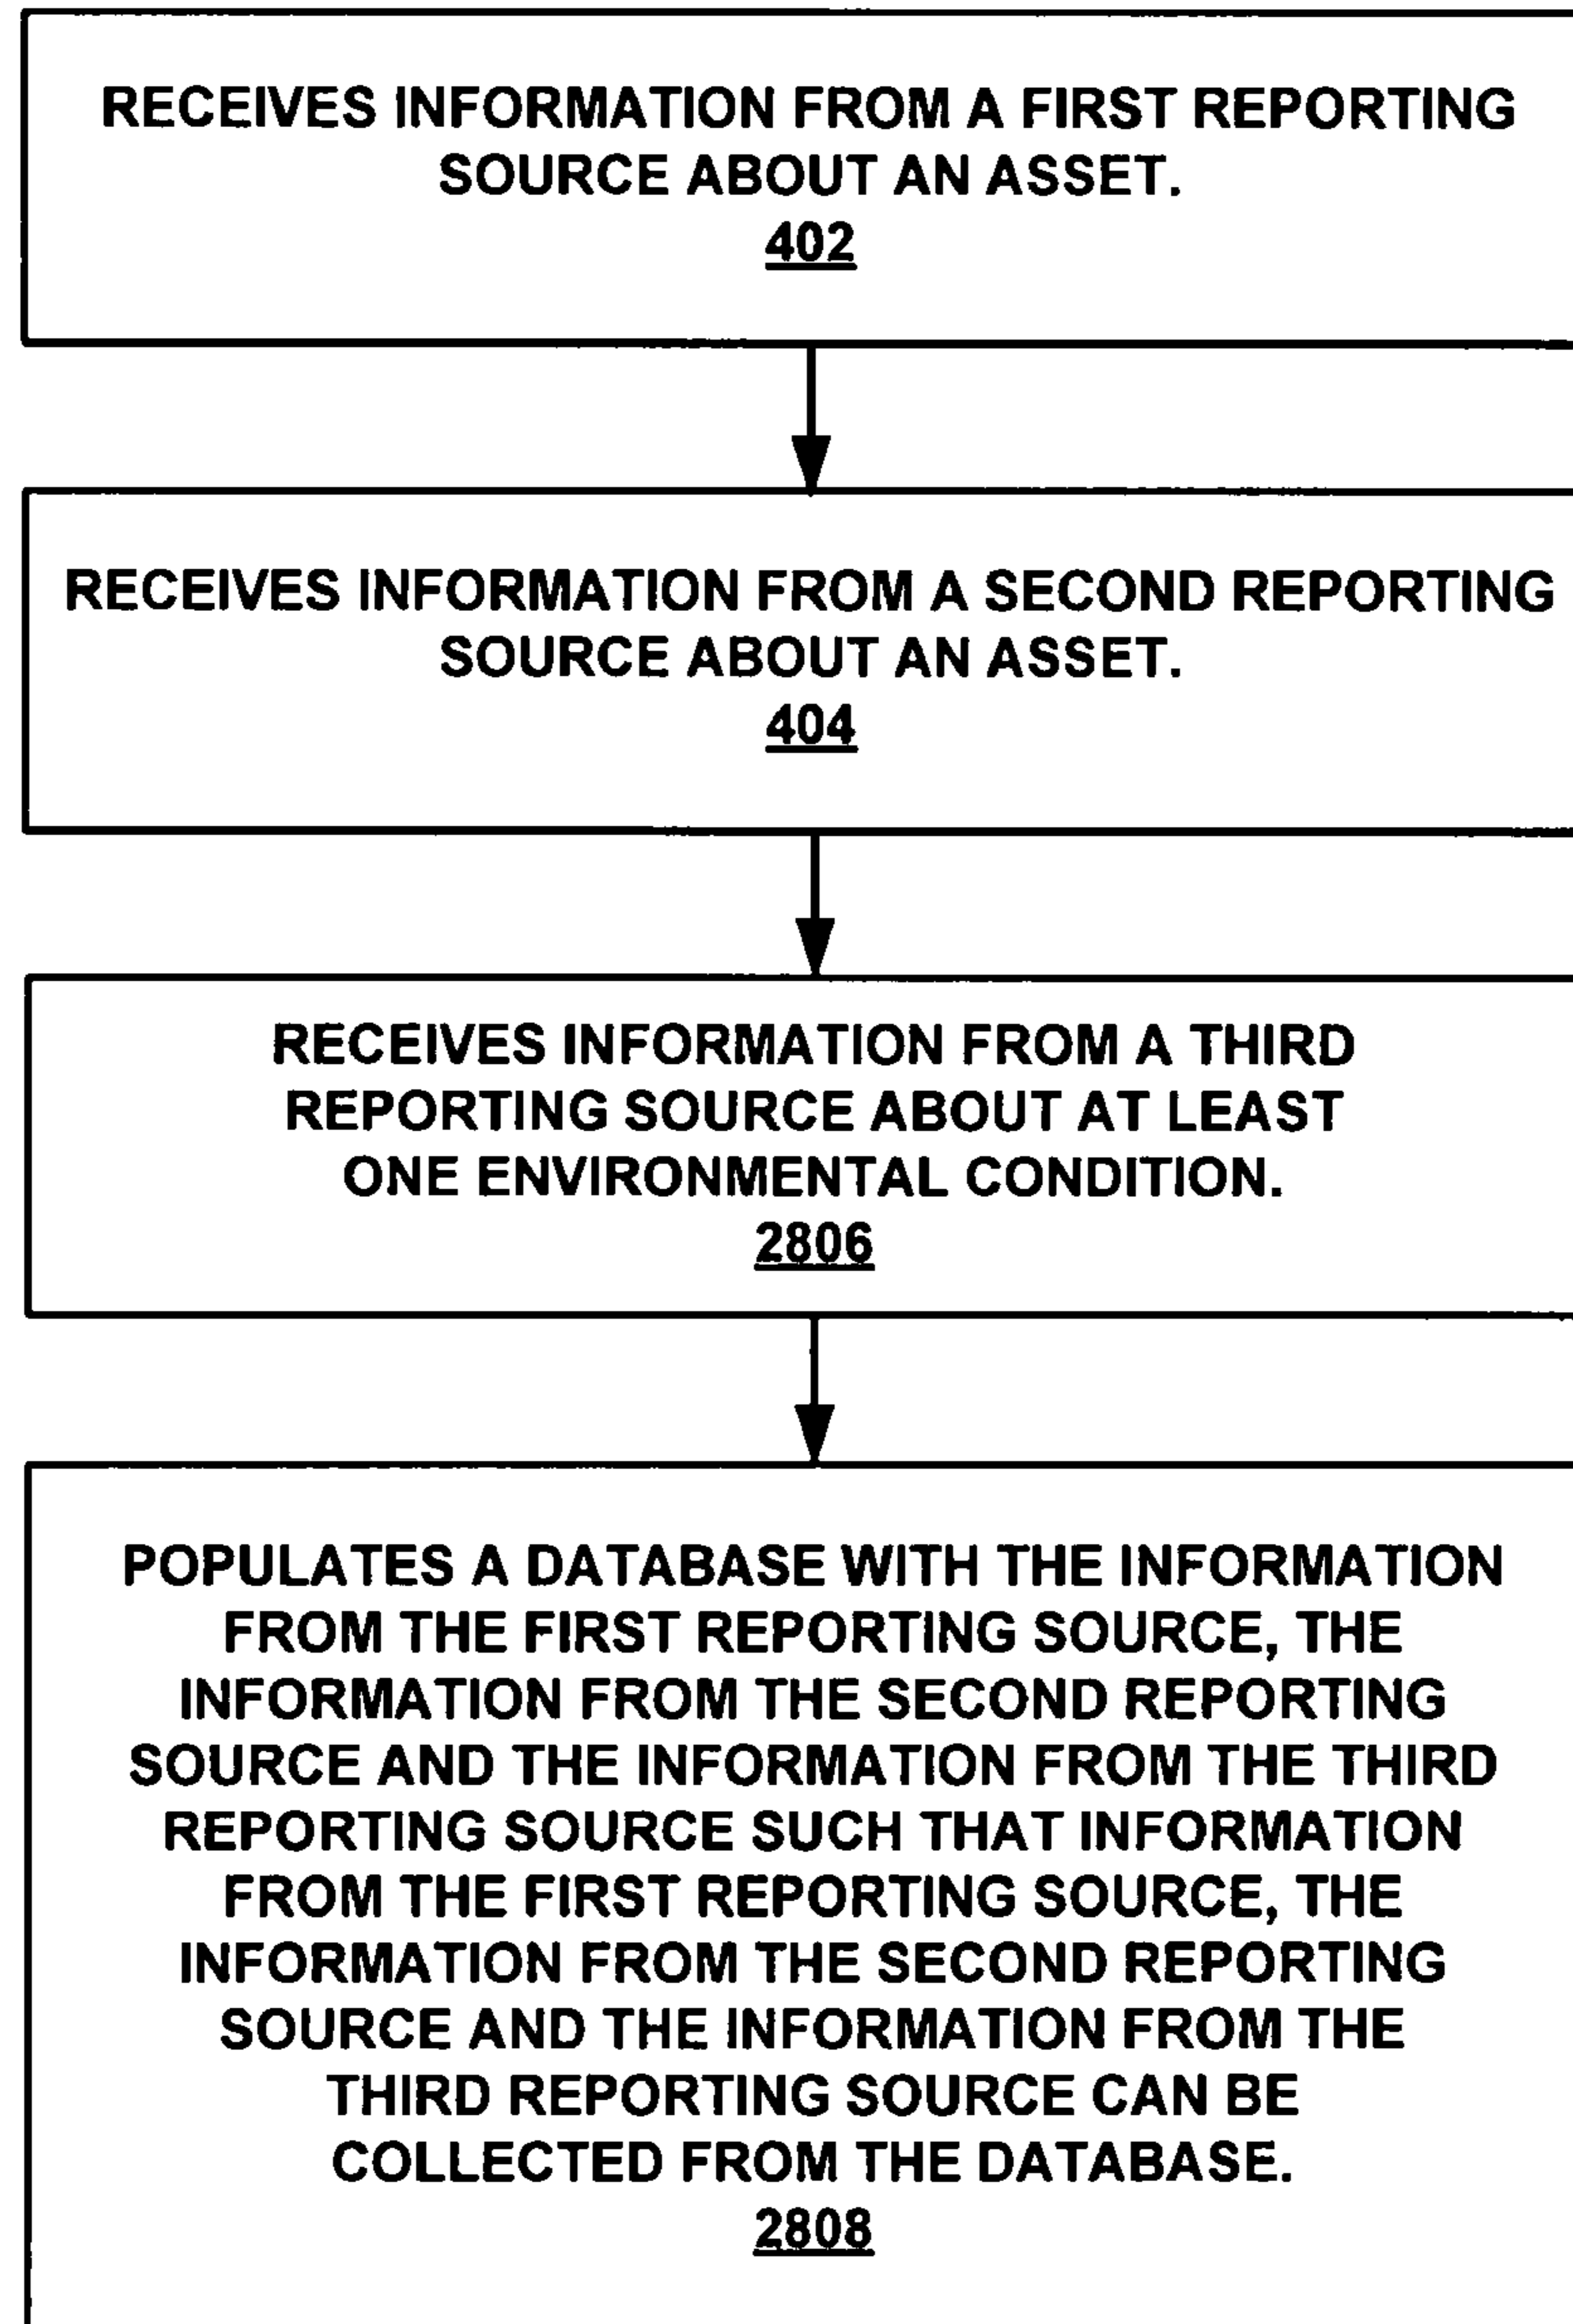 RECEIVES INFORMATION FROM A FIRST REPORTING
SOURCE ABOUT AN ASSET.
402
RECEIVES INFORMATION FROM A SECOND REPORTING
SOURCE ABOUT AN ASSET.
404
RECEIVES INFORMATION FROM A THIRD
REPORTING SOURCE ABOUT AT LEAST
ONE ENVIRONMENTAL CONDITION.
2806
POPULATES A DATABASE WITH THE INFORMATION
FROM THE FIRST REPORTING SOURCE, THE
INFORMATION FROM THE SECOND REPORTING
SOURCE AND THE INFORMATION FROM THE THIRD
REPORTING SOURCE SUCH THAT INFORMATION
FROM THE FIRST REPORTING SOURCE, THE
INFORMATION FROM THE SECOND REPORTING
SOURCE AND THE INFORMATION FROM THE
THIRD REPORTING SOURCE CAN BE
COLLECTED FROM THE DATABASE.
2808